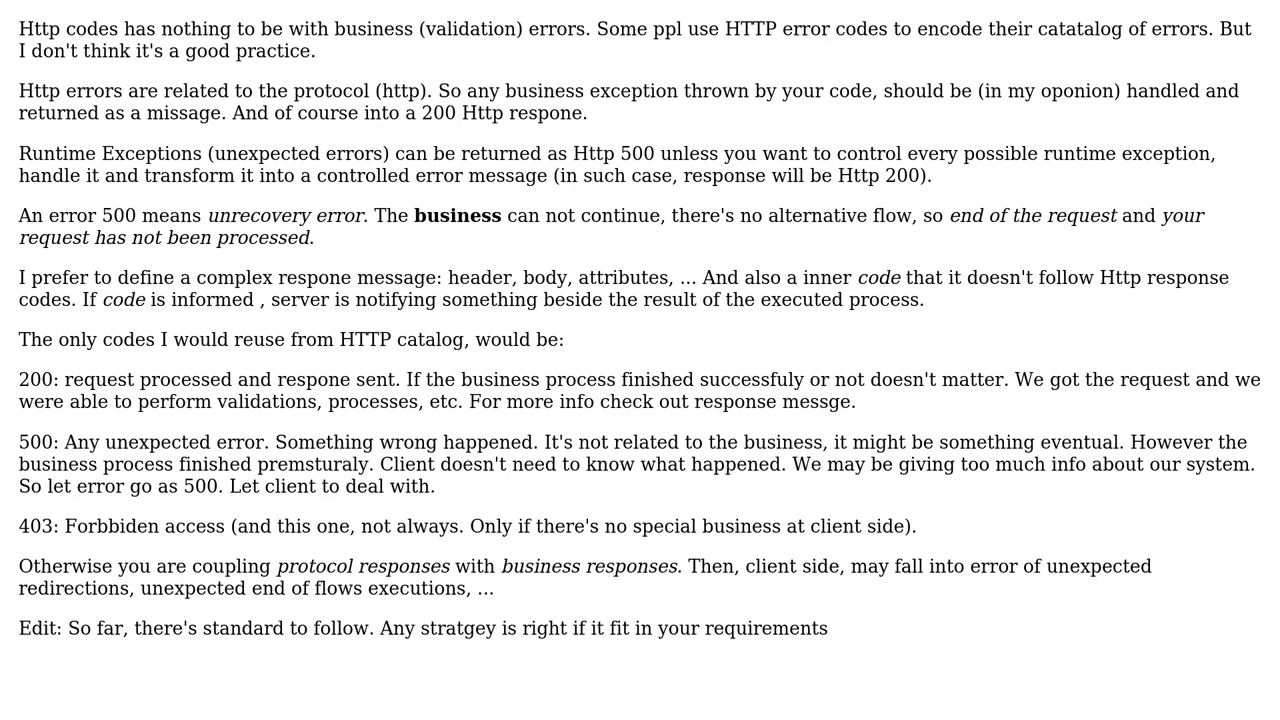 Http codes has nothing to be with business (validation) errors. Some ppl use HTTP error codes to encode their catatalog of errors. But
I don't think it's a good practice.
Http errors are related to the protocol (http). So any business exception thrown by your code, should be (in my oponion) handled and
returned as a missage. And of course into a 200 Http respone.
Runtime Exceptions (unexpected errors) can be returned as Http 500 unless you want to control every possible runtime exception,
handle it and transform it into a controlled error message (in such case, response will be Http 200).
An error 500 means unrecovery error. The business can not continue, there's no alternative flow, so end of the request and your
request has not been processed.
I prefer to define a complex respone message: header, body, attributes, ... And also a inner code that it doesn't follow Http response
codes. If code is informed , server is notifying something beside the result of the executed process.
The only codes I would reuse from HTTP catalog, would be:
200: request processed and respone sent. If the business process finished successfuly or not doesn't matter. We got the request and we
were able to perform validations, processes, etc. For more info check out response messge.
500: Any unexpected error. Something wrong happened. It's not related to the business, it might be something eventual. However the
business process finished premsturaly. Client doesn't need to know what happened. We may be giving too much info about our system.
So let error go as 500. Let client to deal with.
403: Forbbiden access (and this one, not always. Only if there's no special business at client side).
Otherwise you are coupling protocol responses with business responses. Then, client side, may fall into error of unexpected
redirections, unexpected end of flows executions, ...
Edit: So far, there's standard to follow. Any stratgey is right if it fit in your requirements